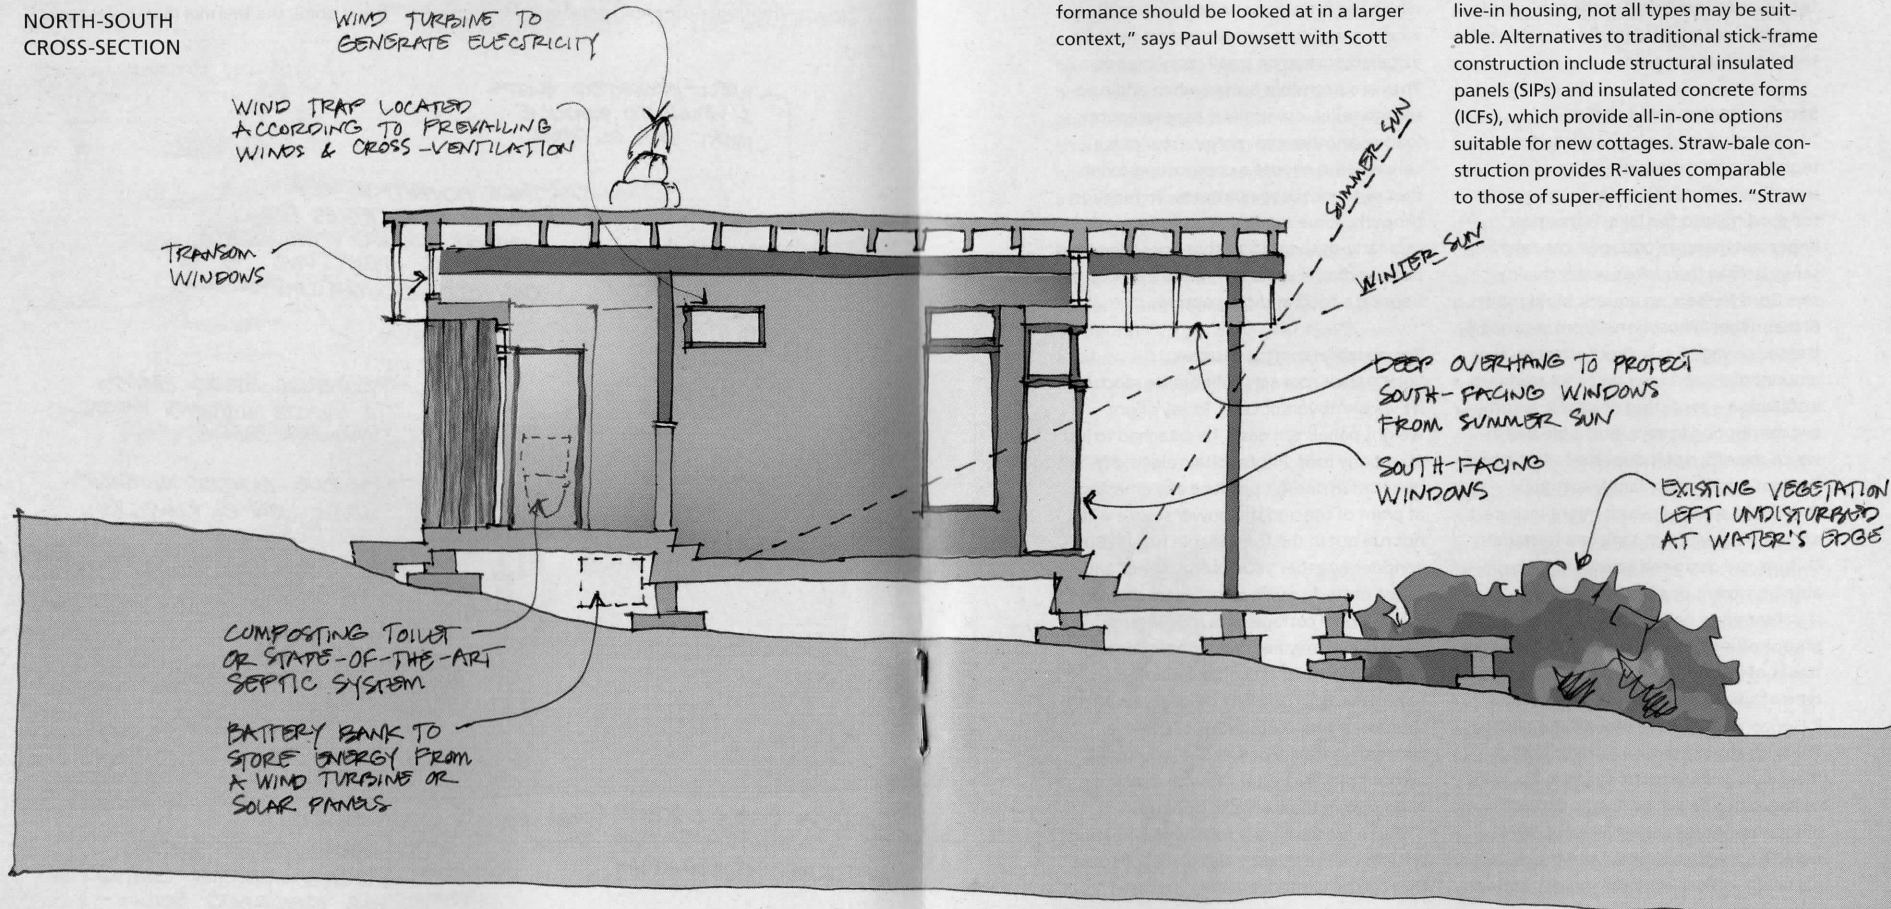 NORTH-SOUTH
CROSS-SECTION
WIND TURBINE TO
GENERATE ELECTRICITY
WIND TRAP LOCATED
ACCORDING TO PREVAILING
WINDS & CROSS-VENTILATION
TRANSOM
WINDOWS
COMPOSTING TOILET
OR STATE-OF-THE-ART
SEPTIC SYSTEM
BATTERY BANK TO
STORE ENERGY FROM
A WIND TURBINE OR
SOLAR PANELS
formance should be looked at in a larger
context,” says Paul Dowsett with Scott
live-in housing, not all types may be suit-
able. Alternatives to traditional stick-frame
construction include structural insulated
panels (SIPs) and insulated concrete forms
(ICFs), which provide all-in-one options
suitable for new cottages. Straw-bale con-
struction provides R-values comparable
to those of super-efficient homes. “Straw
SUMMER SUN
WINTER SUN
DEEP OVERHANG TO PROTECT
SOUTH-FACING WINDOWS
FROM SUMMER SUN
SOUTH-FACING
WINDOWS
EXISTING VEGETATION
LEFT UNDISTURBED
AT WATER'S EDGE